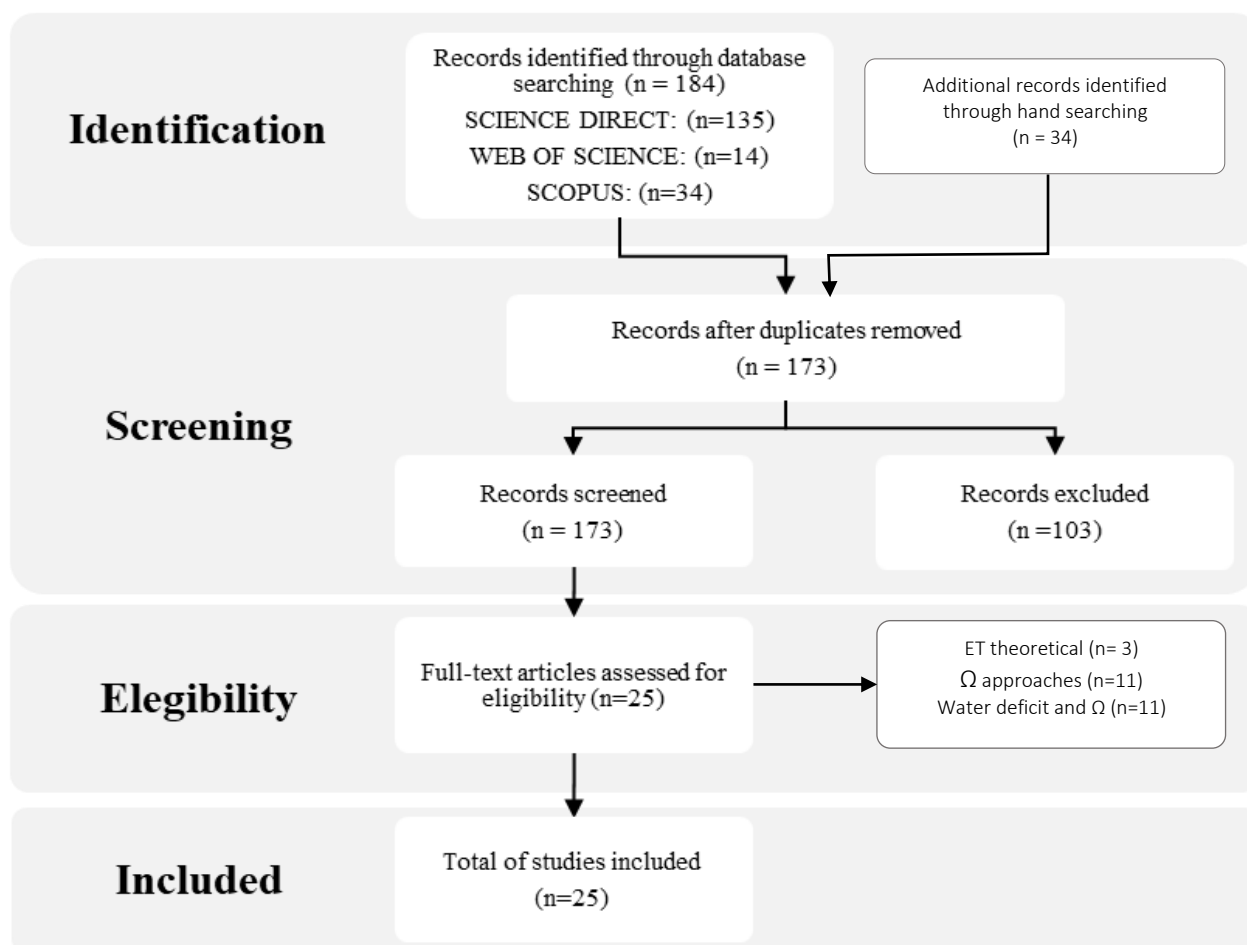 Identification
Records identified through database
searching (n = 184)
SCIENCE DIRECT: (n=135)
WEB OF SCIENCE: (n=14)
SCOPUS: (n=34)
Additional records identified
through hand searching
(n = 34)
Screening
Records after duplicates removed
(n = 173)
Records screened
(n = 173)
Records excluded
(n =103)
Elegibility
Full-text articles assessed for
eligibility (n=25)
ET theoretical (n= 3)
Ω approaches (n=11)
Water deficit and Ω (n=11)
Included
Total of studies included
(n=25)